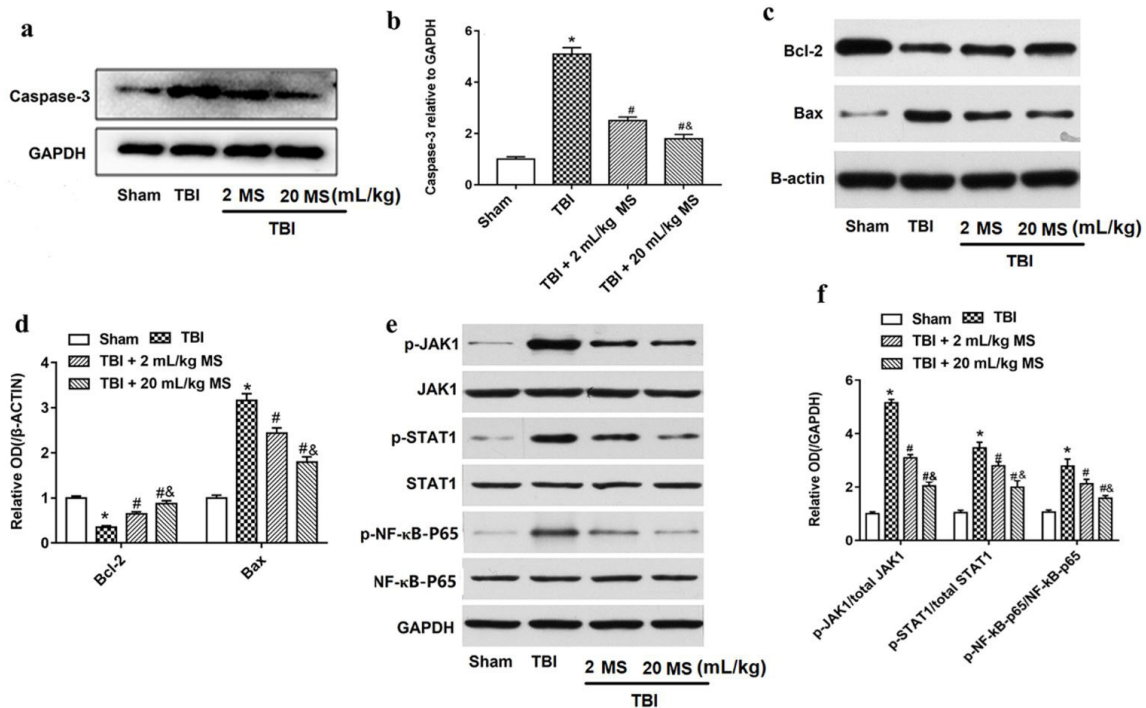 a
Caspase-3
GAPDH
Sham TBI 2 MS 20 MS (mL/kg)
TBI
b
Caspase-3 relative to GAPDH
8
6
4
2
0
*
#
#&
Sham
TBI
TBI + 2 mL/kg MS
TBI + 20 mL/kg MS
c
Bcl-2
Bax
B-actin
Sham TBI 2 MS 20 MS (mL/kg)
TBI
d
Sham TBI
TBI + 2 mL/kg MS
TBI + 20 mL/kg MS
Relative OD(/β-ACTIN)
4
3
2
1
0
*
#
#&
*
#
#&
Bcl-2
Bax
e
p-JAK1
JAK1
p-STAT1
STAT1
p-NF-κB-P65
NF-κB-P65
GAPDH
Sham TBI 2 MS 20 MS (mL/kg)
TBI
f
Sham TBI
TBI + 2 mL/kg MS
TBI + 20 mL/kg MS
Relative OD(/GAPDH)
6
4
2
0
*
#
#&
*
#
#&
*
#
#&
p-JAK1/total JAK1
p-STAT1/total STAT1
p-NF-kB-p65/NF-kB-p65